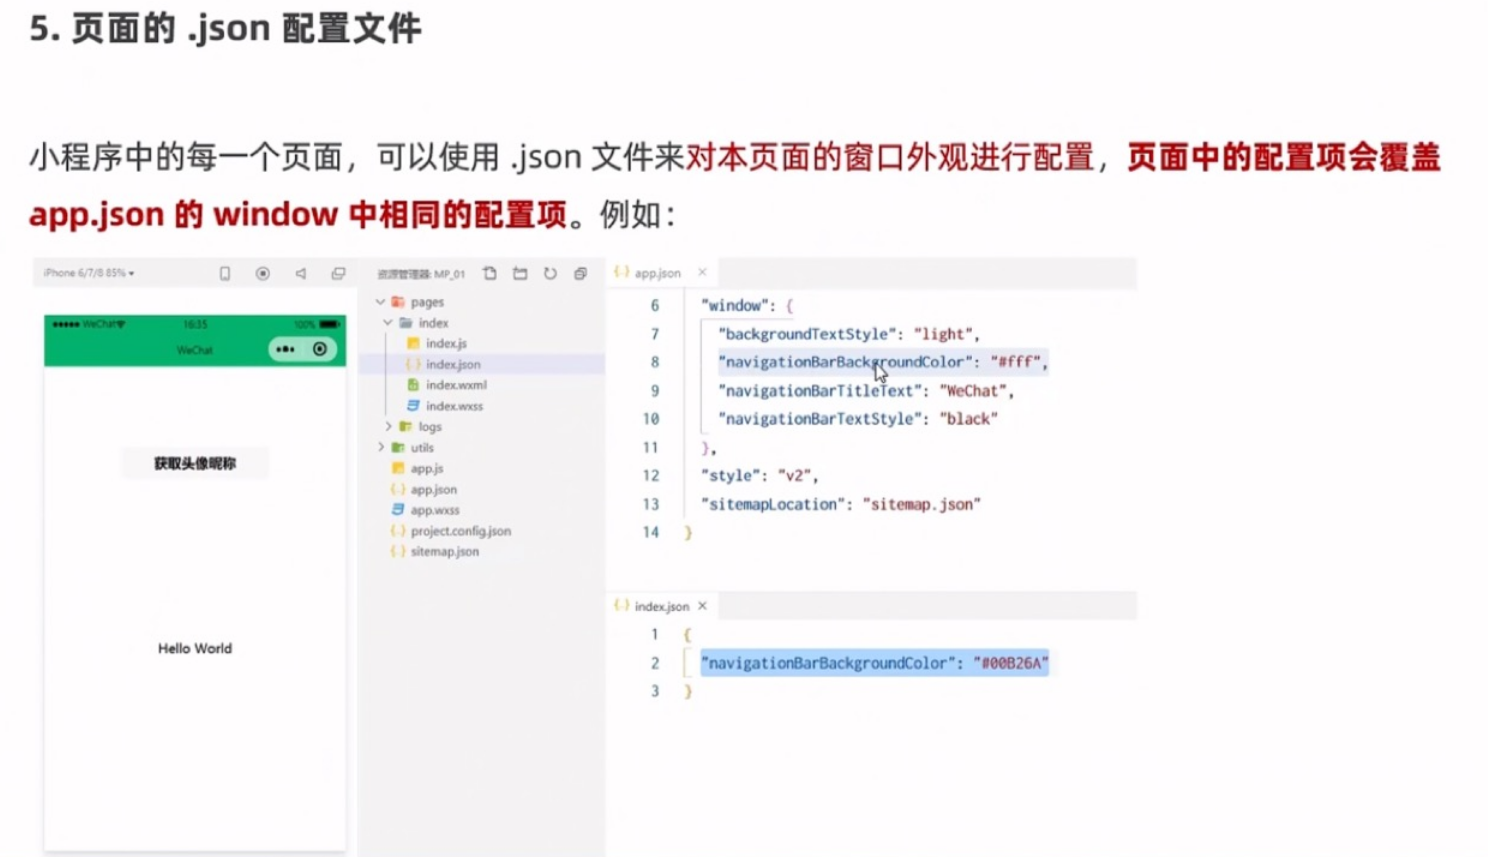 5. 页面的 .json 配置文件
小程序中的每一个页面，可以使用 .json 文件来对本页面的窗口外观进行配置，页面中的配置项会覆盖
app.json 的 window 中相同的配置项。例如：
iPhone 6/7/8 85%
WeChat
16:35
100%
WeChat
获取头像昵称
Hello World
资源管理器: MP_01
pages
index
index.js
index.json
index.wxml
index.wxss
logs
utils
app.js
app.json
app.wxss
project.config.json
sitemap.json
{..} app.json ×
6 "window": {
7 "backgroundTextStyle": "light",
8 "navigationBarBackgroundColor": "#fff",
9 "navigationBarTitleText": "WeChat",
10 "navigationBarTextStyle": "black"
11 },
12 "style": "v2",
13 "sitemapLocation": "sitemap.json"
14 }
{..} index.json ×
1 {
2 "navigationBarBackgroundColor": "#00B26A"
3 }